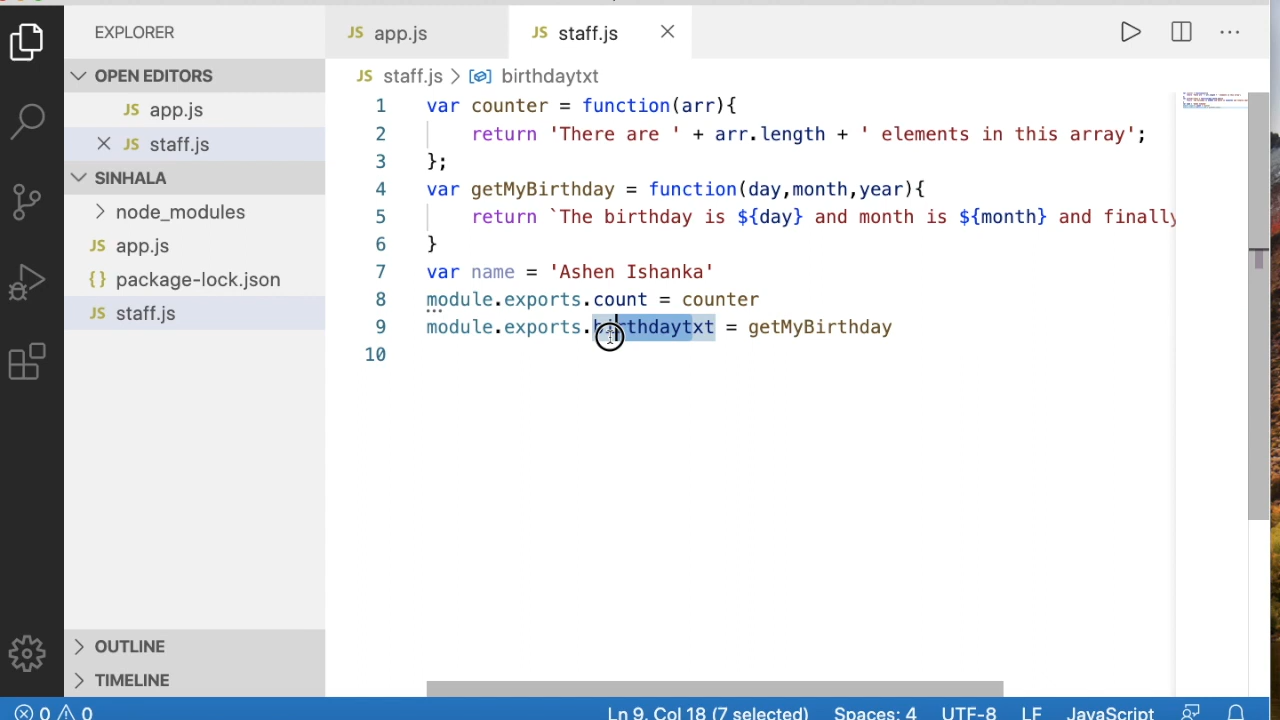 EXPLORER
JS app.js
JS staff.js
OPEN EDITORS
JS app.js
JS staff.js
SINHALA
node_modules
JS app.js
{} package-lock.json
JS staff.js
OUTLINE
TIMELINE
JS staff.js > birthdaytxt
1 var counter = function(arr){
2 return 'There are ' + arr.length + ' elements in this array';
3 };
4 var getMyBirthday = function(day,month,year){
5 return `The birthday is ${day} and month is ${month} and finally
6 }
7 var name = 'Ashen Ishanka'
8 module.exports.count = counter
9 module.exports.birthdaytxt = getMyBirthday
10
0 0
Ln 9, Col 18 (7 selected) Spaces: 4 UTF-8 LF JavaScript